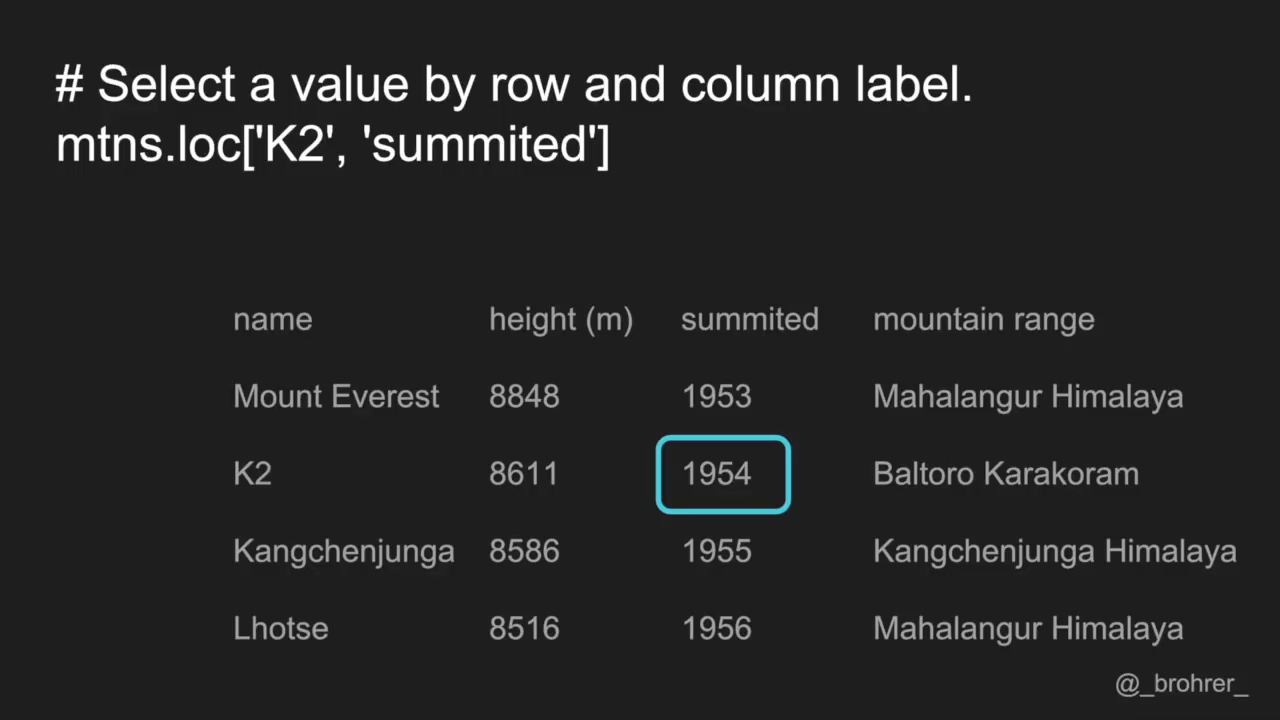 # Select a value by row and column label.
mtns.loc['K2', 'summited']
name height (m) summited mountain range
Mount Everest 8848 1953 Mahalangur Himalaya
K2 8611 1954 Baltoro Karakoram
Kangchenjunga 8586 1955 Kangchenjunga Himalaya
Lhotse 8516 1956 Mahalangur Himalaya
@_brohrer_